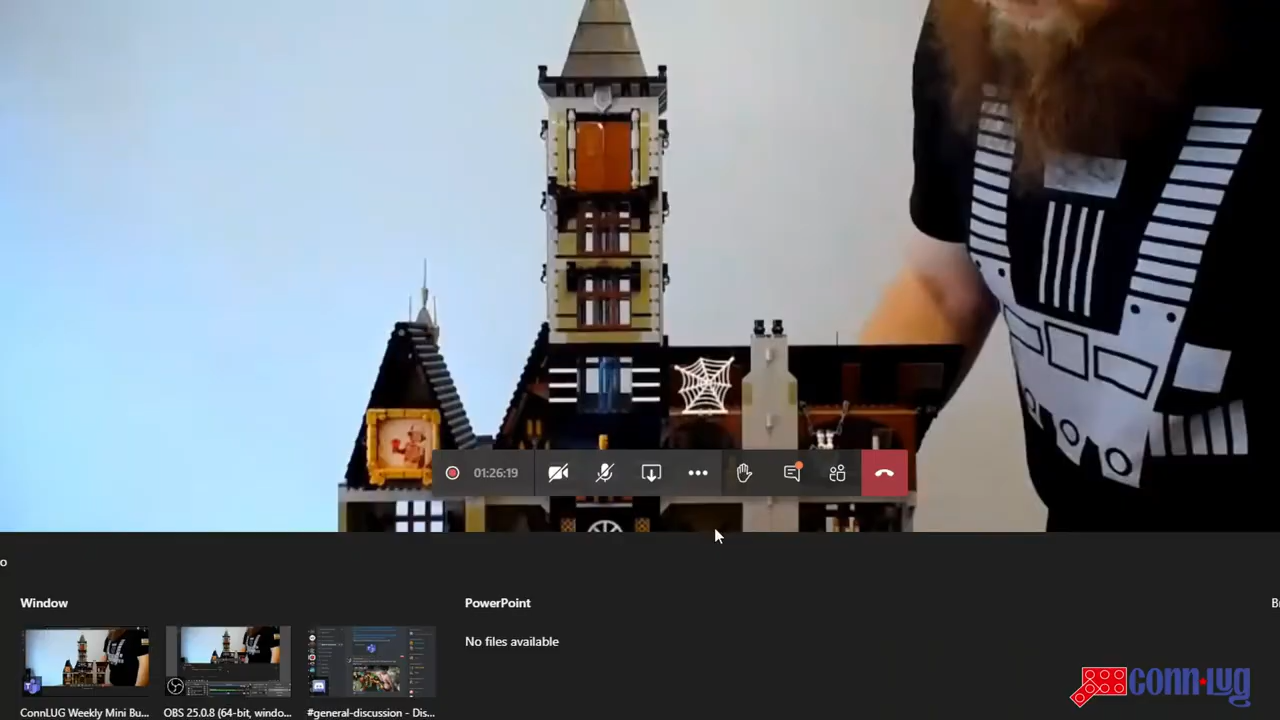 01:26:19
o
Window
PowerPoint
No files available
ConnLUG Weekly Mini Bu...
OBS 25.0.8 (64-bit, windo...
#general-discussion - Dis...
conn•lug